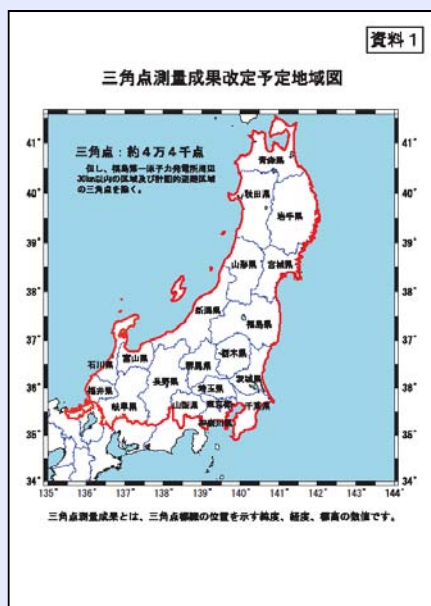 資料1
三角点測量成果改定予定地域図
三角点：約4万4千点
但し、福島第一原子力発電所周辺
30km以内の区域及び計画的避難区域
の三角点を除く。
41°
40°
39°
38°
37°
36°
35°
34°
41°
40°
39°
38°
37°
36°
35°
34°
青森県
秋田県
岩手県
山形県
宮城県
新潟県
福島県
石川県
富山県
栃木県
群馬県
長野県
茨城県
福井県
埼玉県
岐阜県
山梨県
東京都
千葉県
神奈川県
135°
136°
137°
138°
139°
140°
141°
142°
143°
144°
三角点測量成果とは、三角点標識の位置を示す緯度、経度、標高の数値です。